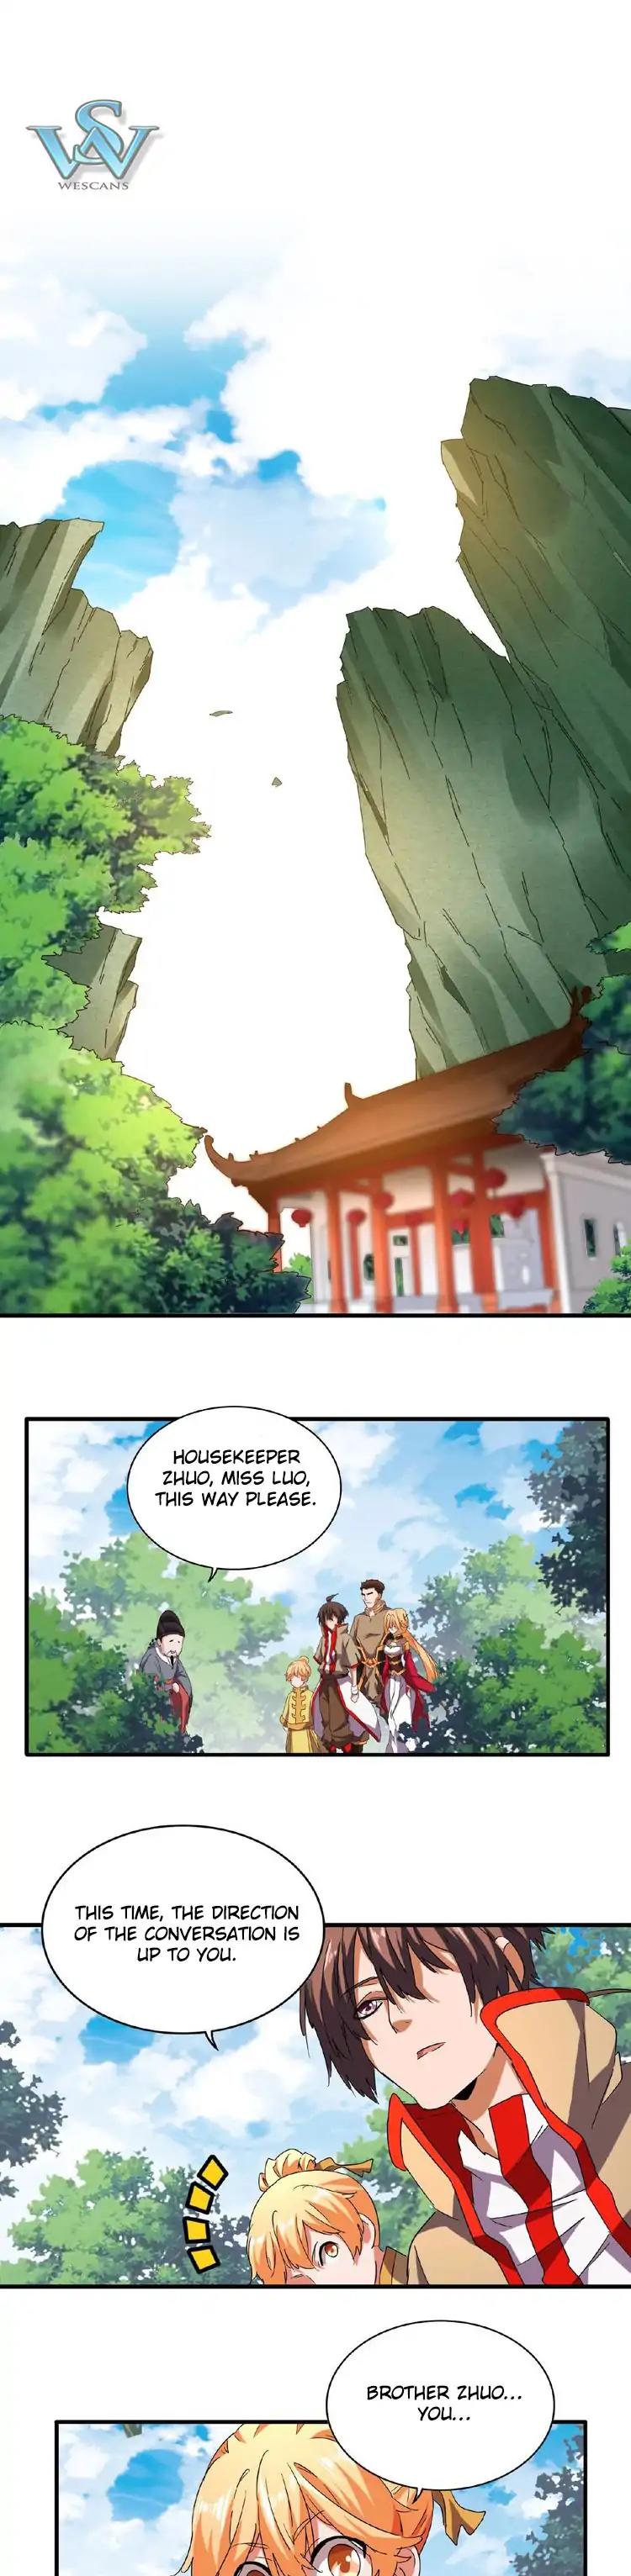 SW
WESCANS
HOUSEKEEPER
ZHUO, MISS LUO,
THIS WAY PLEASE.
THIS TIME, THE DIRECTION
OF THE CONVERSATION IS
UP TO YOU.
BROTHER ZHUO...
YOU...